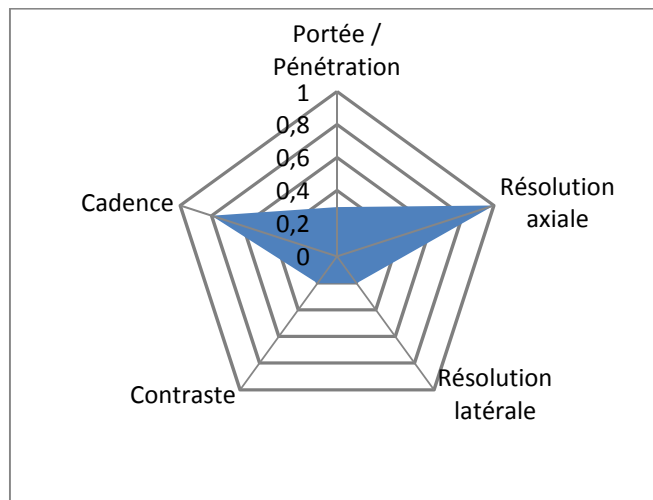 Portée /
Pénétration
1
0,8
0,6
0,4
0,2
0
Résolution
axiale
Résolution
latérale
Contraste
Cadence